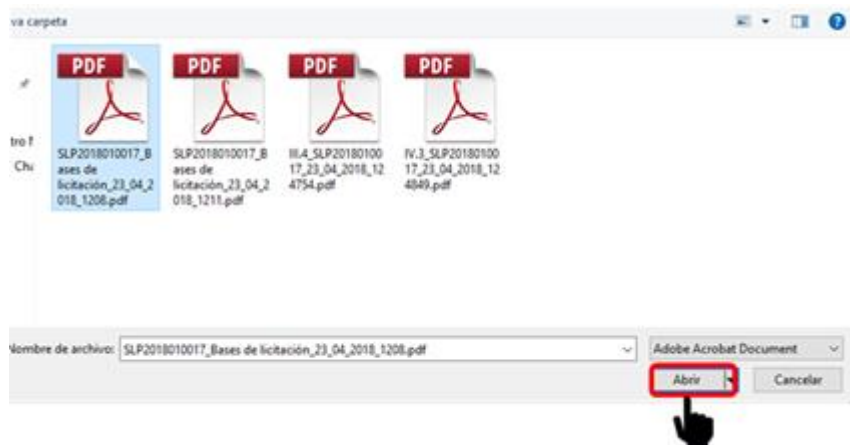 va carpeta
PDF
PDF
PDF
PDF
tro f
Chi
SLP2018010017_B
ases de
licitación_23_04_2
018_1208.pdf
SLP2018010017_B
ases de
licitación_23_04_2
018_1211.pdf
III.4_SLP20180100
17_23_04_2018_12
4754.pdf
IV.3_SLP20180100
17_23_04_2018_12
4849.pdf
Nombre de archivo: SLP2018010017_Bases de licitación_23_04_2018_1208.pdf
Adobe Acrobat Document
Abrir
Cancelar